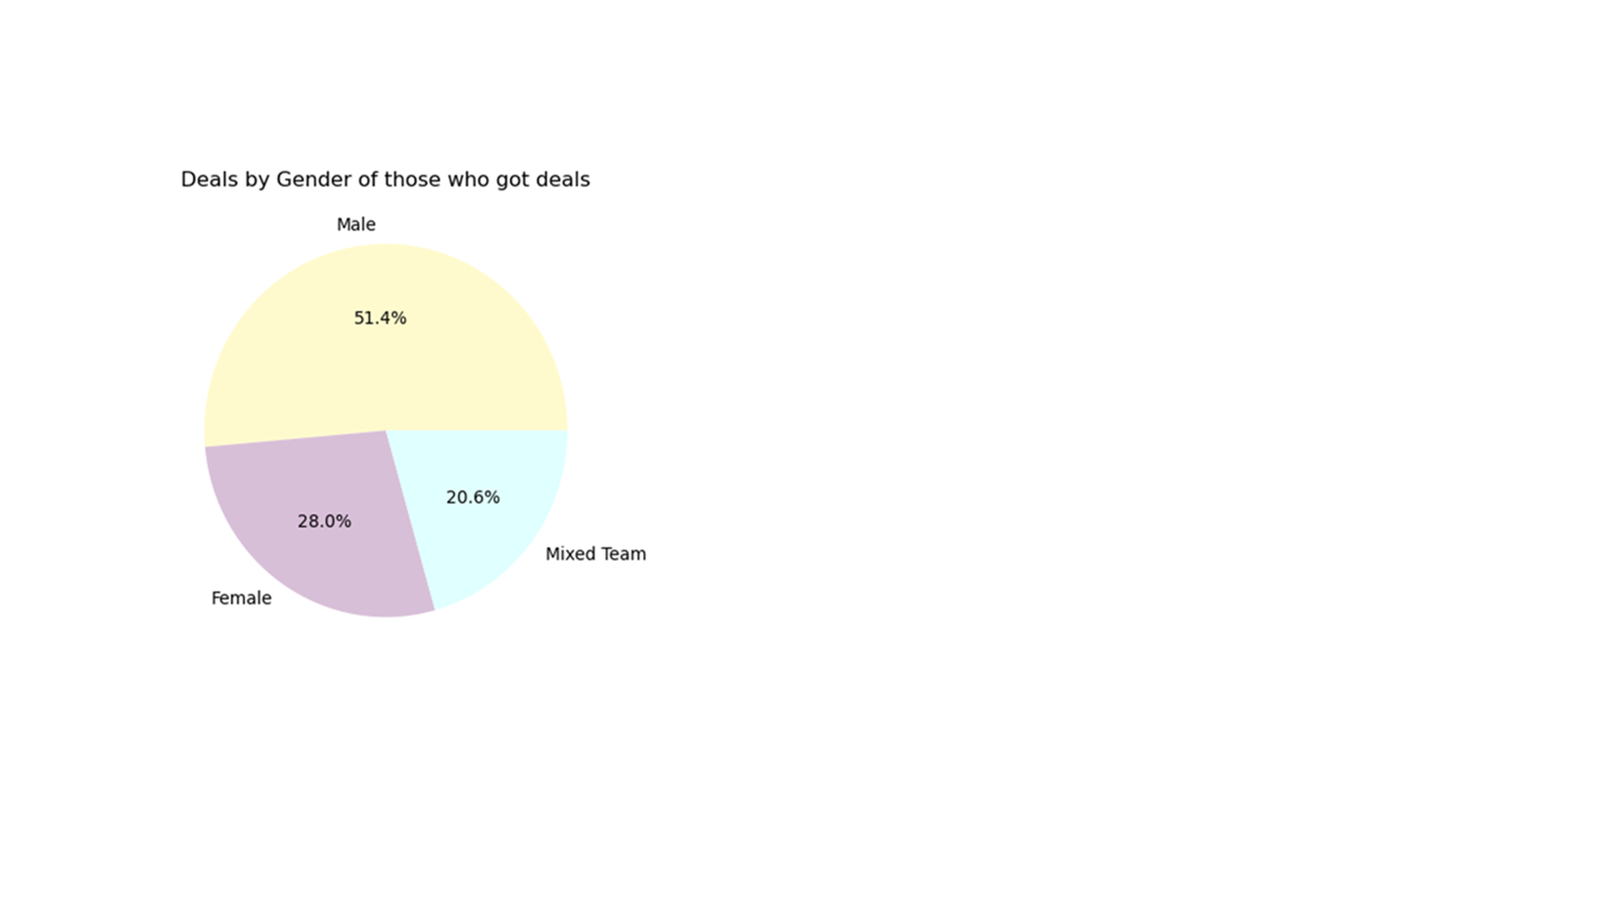 Deals by Gender of those who got deals
Male
51.4%
20.6%
28.0%
Mixed Team
Female